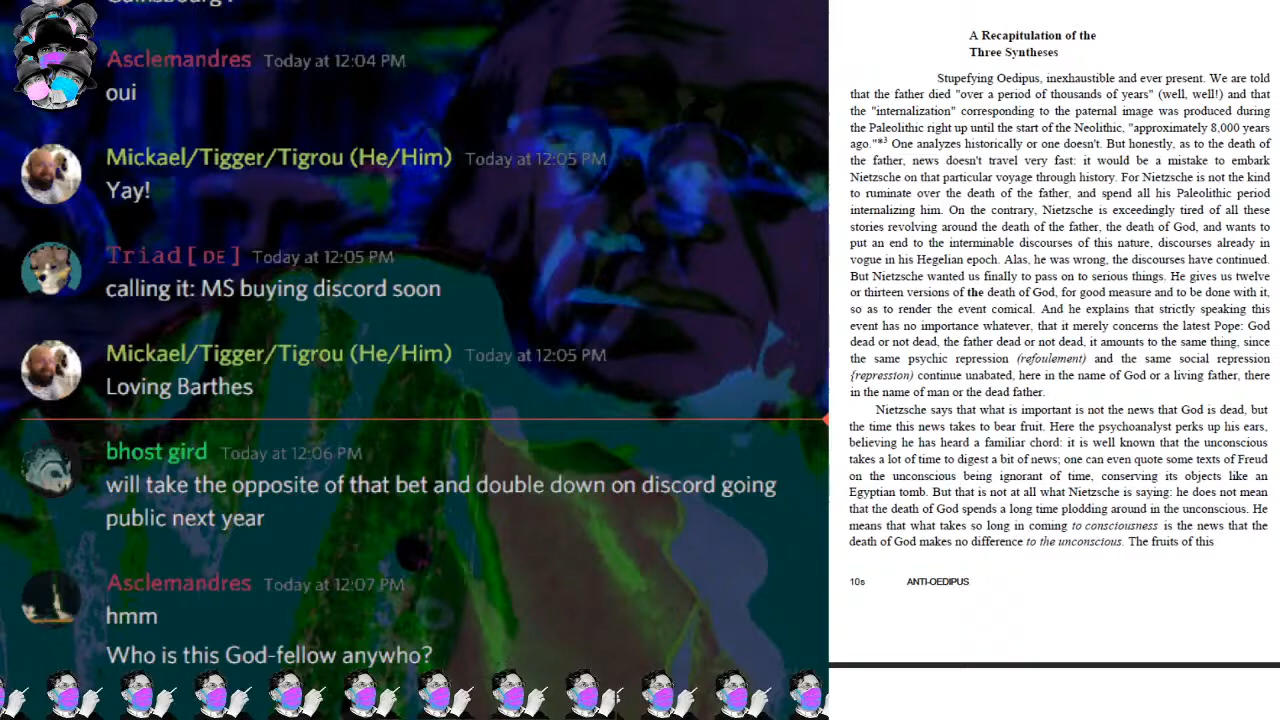 Gainsbourg ?
Asclemandres Today at 12:04 PM
oui
Mickael/Tigger/Tigrou (He/Him) Today at 12:05 PM
Yay!
Triad[DE] Today at 12:05 PM
calling it: MS buying discord soon
Mickael/Tigger/Tigrou (He/Him) Today at 12:05 PM
Loving Barthes
bhost gird Today at 12:06 PM
will take the opposite of that bet and double down on discord going
public next year
Asclemandres Today at 12:07 PM
hmm
Who is this God-fellow anywho?
A Recapitulation of the
Three Syntheses
Stupefying Oedipus, inexhaustible and ever present. We are told
that the father died "over a period of thousands of years" (well, well!) and that
the "internalization" corresponding to the paternal image was produced during
the Paleolithic right up until the start of the Neolithic, "approximately 8,000 years
ago."*³ One analyzes historically or one doesn't. But honestly, as to the death of
the father, news doesn't travel very fast: it would be a mistake to embark
Nietzsche on that particular voyage through history. For Nietzsche is not the kind
to ruminate over the death of the father, and spend all his Paleolithic period
internalizing him. On the contrary, Nietzsche is exceedingly tired of all these
stories revolving around the death of the father, the death of God, and wants to
put an end to the interminable discourses of this nature, discourses already in
vogue in his Hegelian epoch. Alas, he was wrong, the discourses have continued.
But Nietzsche wanted us finally to pass on to serious things. He gives us twelve
or thirteen versions of the death of God, for good measure and to be done with it,
so as to render the event comical. And he explains that strictly speaking this
event has no importance whatever, that it merely concerns the latest Pope: God
dead or not dead, the father dead or not dead, it amounts to the same thing, since
the same psychic repression (refoulement) and the same social repression
{repression) continue unabated, here in the name of God or a living father, there
in the name of man or the dead father.
Nietzsche says that what is important is not the news that God is dead, but
the time this news takes to bear fruit. Here the psychoanalyst perks up his ears,
believing he has heard a familiar chord: it is well known that the unconscious
takes a lot of time to digest a bit of news; one can even quote some texts of Freud
on the unconscious being ignorant of time, conserving its objects like an
Egyptian tomb. But that is not at all what Nietzsche is saying: he does not mean
that the death of God spends a long time plodding around in the unconscious. He
means that what takes so long in coming to consciousness is the news that the
death of God makes no difference to the unconscious. The fruits of this
10s ANTI-OEDIPUS